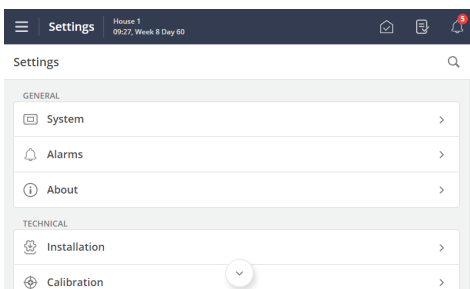 Settings
House 1
09:27, Week 8 Day 60
5
Settings
GENERAL
System
Alarms
About
TECHNICAL
Installation
Calibration